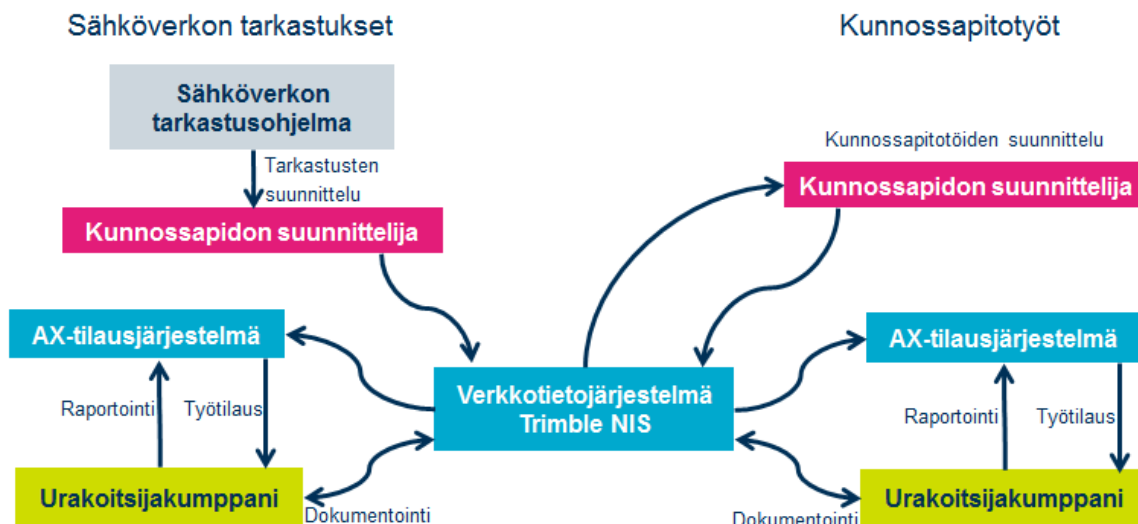 Sähköverkon tarkastukset
Kunnossapitotyöt
Sähköverkon
tarkastusohjelma
Tarkastusten
suunnittelu
Kunnossapitotöiden suunnittelu
Kunnossapidon suunnittelija
Kunnossapidon suunnittelija
AX-tilausjärjestelmä
AX-tilausjärjestelmä
Verkkotietojärjestelmä
Trimble NIS
Raportointi
Työtilaus
Raportointi
Työtilaus
Urakoitsijakumppani
Urakoitsijakumppani
Dokumentointi
Dokumentointi